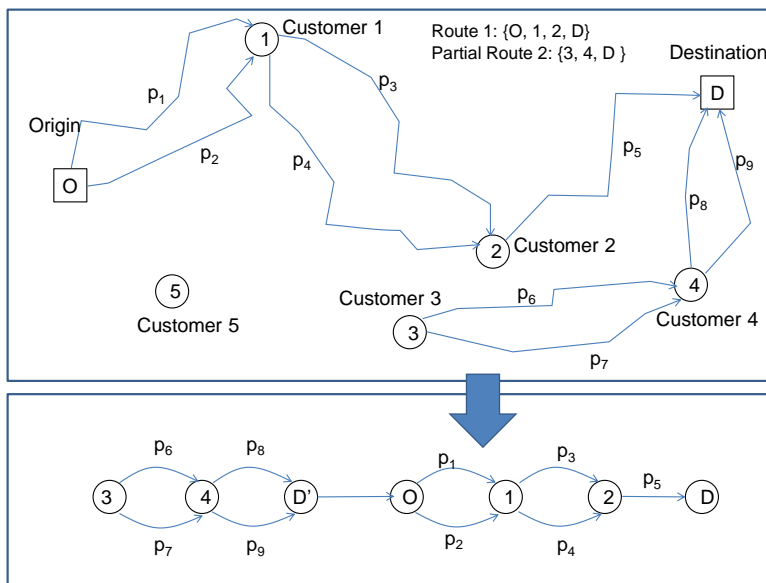 Customer 1
Route 1: {O, 1, 2, D}
Partial Route 2: {3, 4, D }
Destination
1
p₃
D
p₁
Origin
p₂
p₄
p₅
p₉
O
p₈
2
Customer 2
5
Customer 3
p₆
4
Customer 5
3
Customer 4
p₇
p₆
p₈
p₁
p₃
3
4
D'
O
1
2
p₅
D
p₇
p₉
p₂
p₄